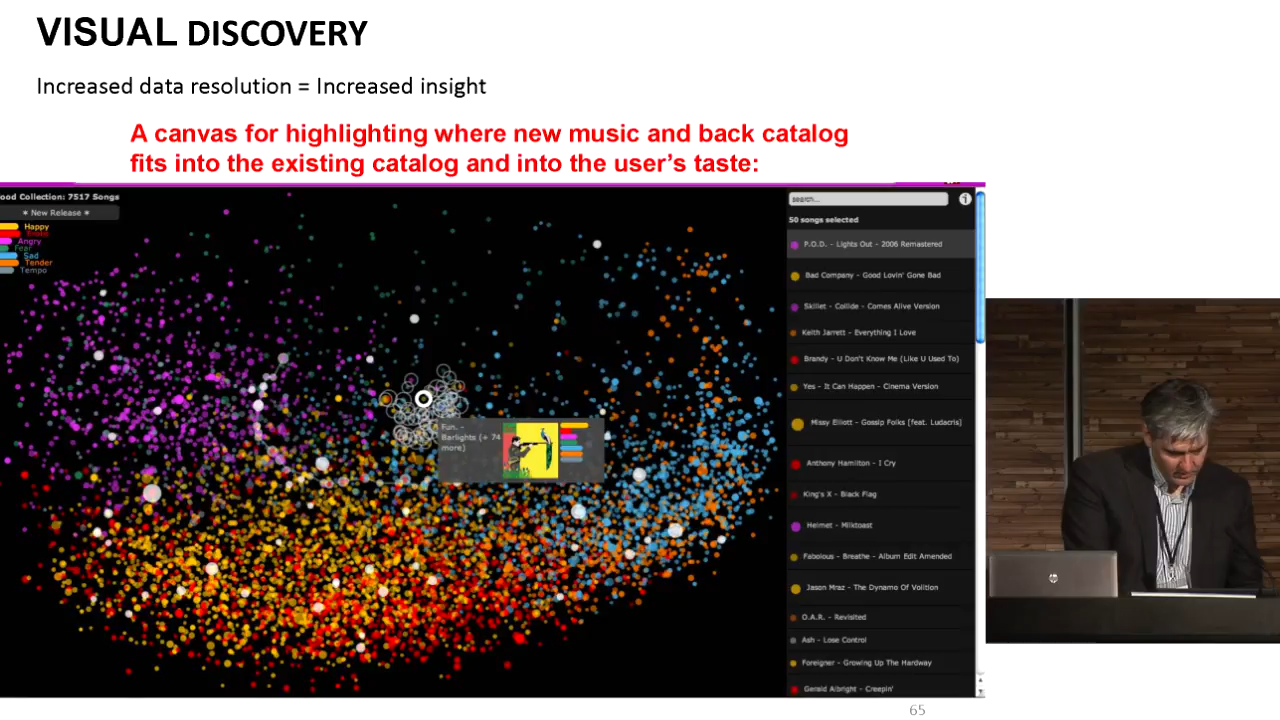 VISUAL DISCOVERY
Increased data resolution = Increased insight
A canvas for highlighting where new music and back catalog
fits into the existing catalog and into the user's taste:
ood Collection: 7517 Songs
* New Release *
Happy
Angry
Fear
Sad
Tender
Tempo
Fun. -
Barlights (+ 74
more)
search...
50 songs selected
P.O.D. - Lights Out - 2006 Remastered
Bad Company - Good Lovin' Gone Bad
Skillet - Collide - Comes Alive Version
Keith Jarrett - Everything I Love
Brandy - U Don't Know Me (Like U Used To)
Yes - It Can Happen - Cinema Version
Missy Elliott - Gossip Folks [feat. Ludacris]
Anthony Hamilton - I Cry
King's X - Black Flag
Helmet - Milktoast
Fabolous - Breathe - Album Edit Amended
Jason Mraz - The Dynamo Of Volition
O.A.R. - Revisited
Ash - Lose Control
Foreigner - Growing Up The Hardway
Gerald Albright - Creepin'
65